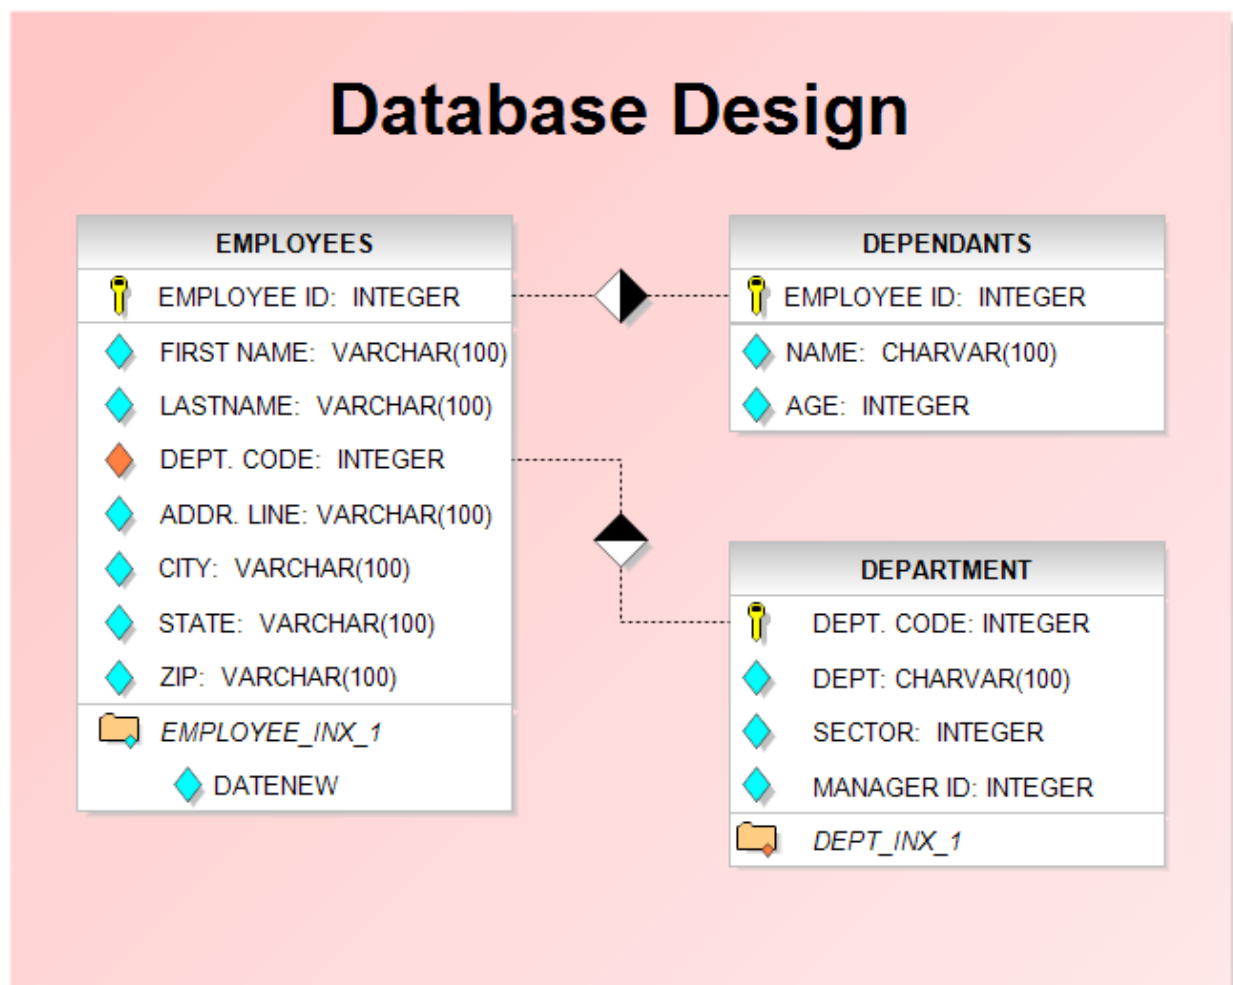 Database Design
EMPLOYEES
EMPLOYEE ID: INTEGER
FIRST NAME: VARCHAR(100)
LASTNAME: VARCHAR(100)
DEPT. CODE: INTEGER
ADDR. LINE: VARCHAR(100)
CITY: VARCHAR(100)
STATE: VARCHAR(100)
ZIP: VARCHAR(100)
EMPLOYEE_INX_1
DATENEW
DEPENDANTS
EMPLOYEE ID: INTEGER
NAME: CHARVAR(100)
AGE: INTEGER
DEPARTMENT
DEPT. CODE: INTEGER
DEPT: CHARVAR(100)
SECTOR: INTEGER
MANAGER ID: INTEGER
DEPT_INX_1